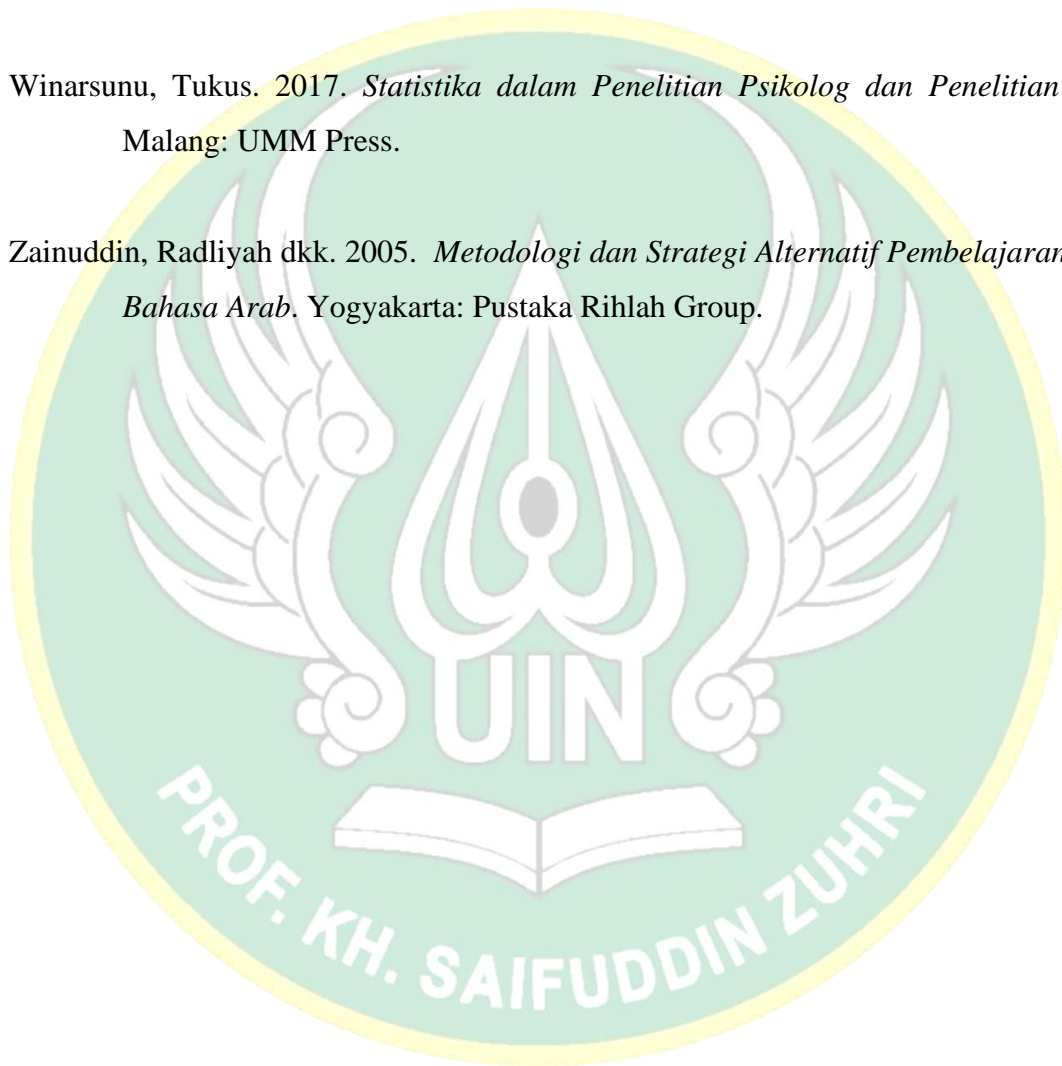 Winarsunu, Tukus. 2017. Statistika dalam Penelitian Psikolog dan Penelitian.
Malang: UMM Press.
Zainuddin, Radliyah dkk. 2005. Metodologi dan Strategi Alternatif Pembelajaran
Bahasa Arab. Yogyakarta: Pustaka Rihlah Group.
UIN
PROF. KH. SAIFUDDIN ZUHRI